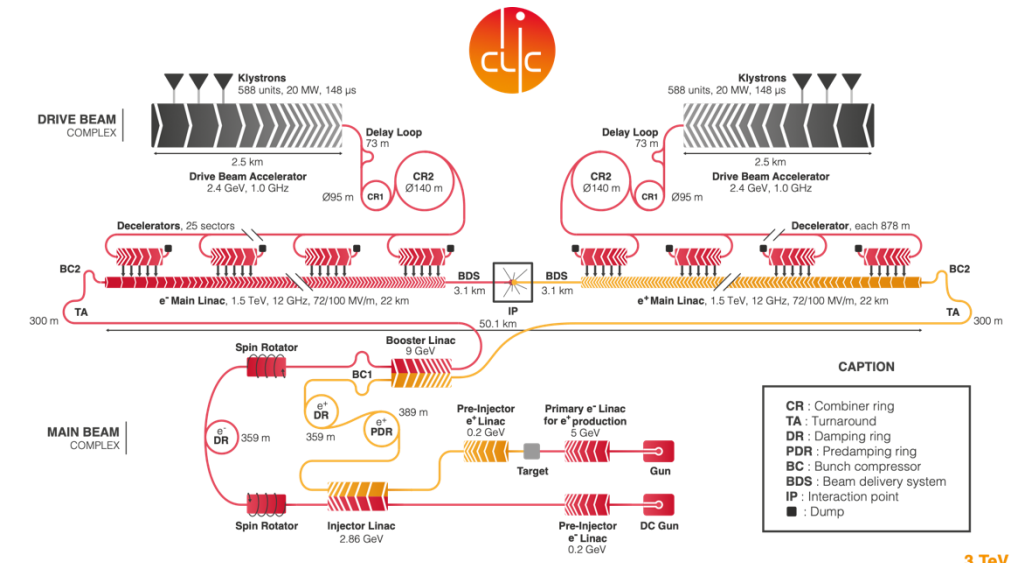 clic
Klystrons
588 units, 20 MW, 148 µs
Klystrons
588 units, 20 MW, 148 µs
DRIVE BEAM
COMPLEX
Delay Loop
73 m
Delay Loop
73 m
2.5 km
2.5 km
Drive Beam Accelerator
2.4 GeV, 1.0 GHz
Drive Beam Accelerator
2.4 GeV, 1.0 GHz
CR2
Ø140 m
CR2
Ø140 m
Ø95 m
CR1
CR1
Ø95 m
Decelerators, 25 sectors
Decelerator, each 878 m
BC2
BDS
BDS
BC2
3.1 km
3.1 km
e⁻ Main Linac, 1.5 TeV, 12 GHz, 72/100 MV/m, 22 km
IP
e⁺ Main Linac, 1.5 TeV, 12 GHz, 72/100 MV/m, 22 km
TA
TA
300 m
300 m
50.1 km
Spin Rotator
Booster Linac
9 GeV
BC1
CAPTION
CR : Combiner ring
TA : Turnaround
DR : Damping ring
PDR : Predamping ring
BC : Bunch compressor
BDS : Beam delivery system
IP : Interaction point
: Dump
MAIN BEAM
COMPLEX
e⁻
DR
359 m
e⁺
DR
359 m
e⁺
PDR
389 m
Pre-Injector
e⁺ Linac
0.2 GeV
Primary e⁻ Linac
for e⁺ production
5 GeV
Target
Gun
Spin Rotator
Injector Linac
2.86 GeV
Pre-Injector
e⁻ Linac
0.2 GeV
DC Gun
3 TeV